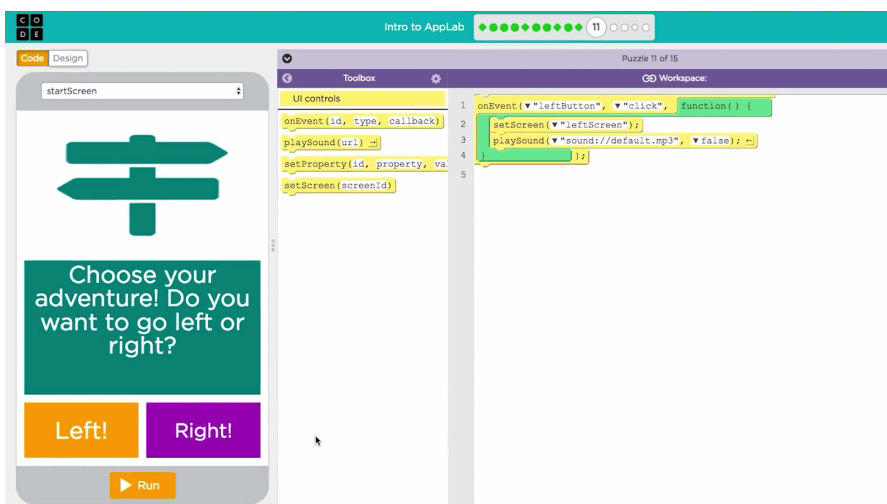 C O
D E
Intro to AppLab
11
Code Design
Puzzle 11 of 15
Toolbox
Workspace:
startScreen
UI controls
onEvent(id, type, callback)
playSound(url)
setProperty(id, property, va
setScreen(screenId)
1 onEvent("leftButton", "click", function() {
2 setScreen("leftScreen");
3 playSound("sound://default.mp3", false);
4 } );
5
Choose your
adventure! Do you
want to go left or
right?
Left! Right!
Run